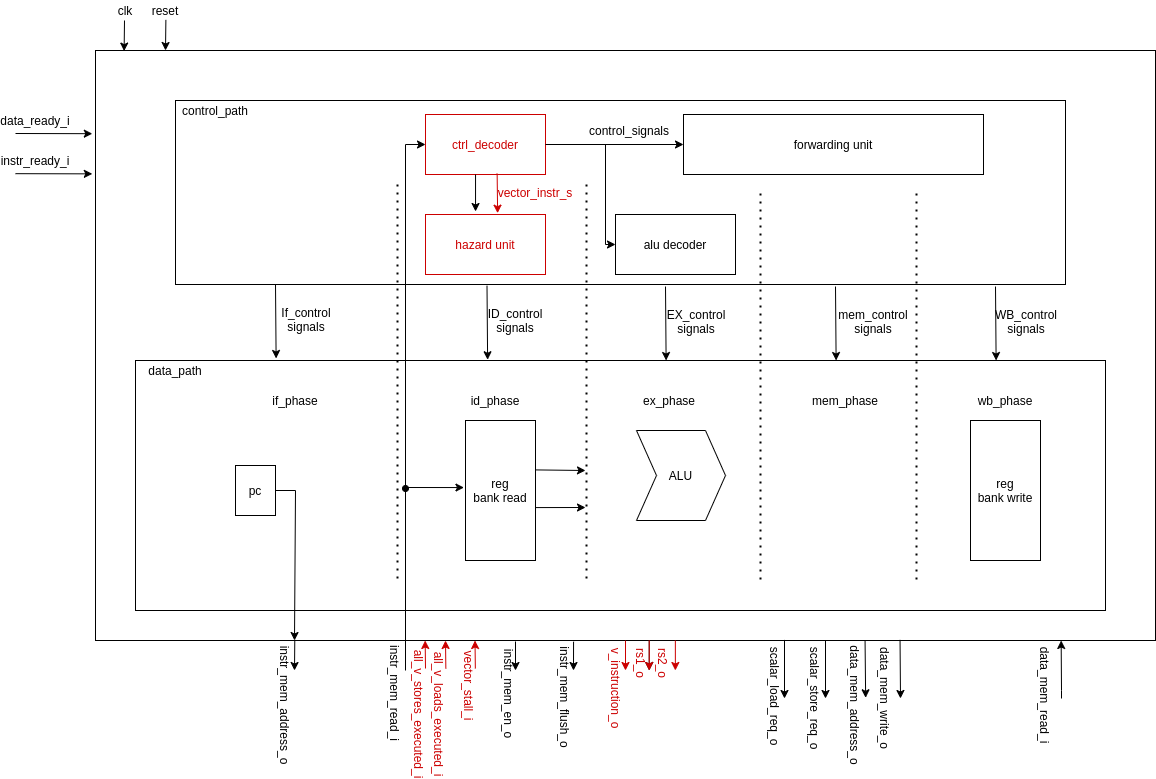 clk
reset
data_ready_i
instr_ready_i
control_path
ctrl_decoder
control_signals
forwarding unit
vector_instr_s
hazard unit
alu decoder
If_control
signals
ID_control
signals
EX_control
signals
mem_control
signals
WB_control
signals
data_path
if_phase
id_phase
ex_phase
mem_phase
wb_phase
pc
reg
bank read
ALU
reg
bank write
instr_mem_address_o
instr_mem_read_i
all_v_stores_executed_i
all_v_loads_executed_i
vector_stall_i
instr_mem_en_o
instr_mem_flush_o
v_instruction_o
rs1_o
rs2_o
scalar_load_req_o
scalar_store_req_o
data_mem_address_o
data_mem_write_o
data_mem_read_i